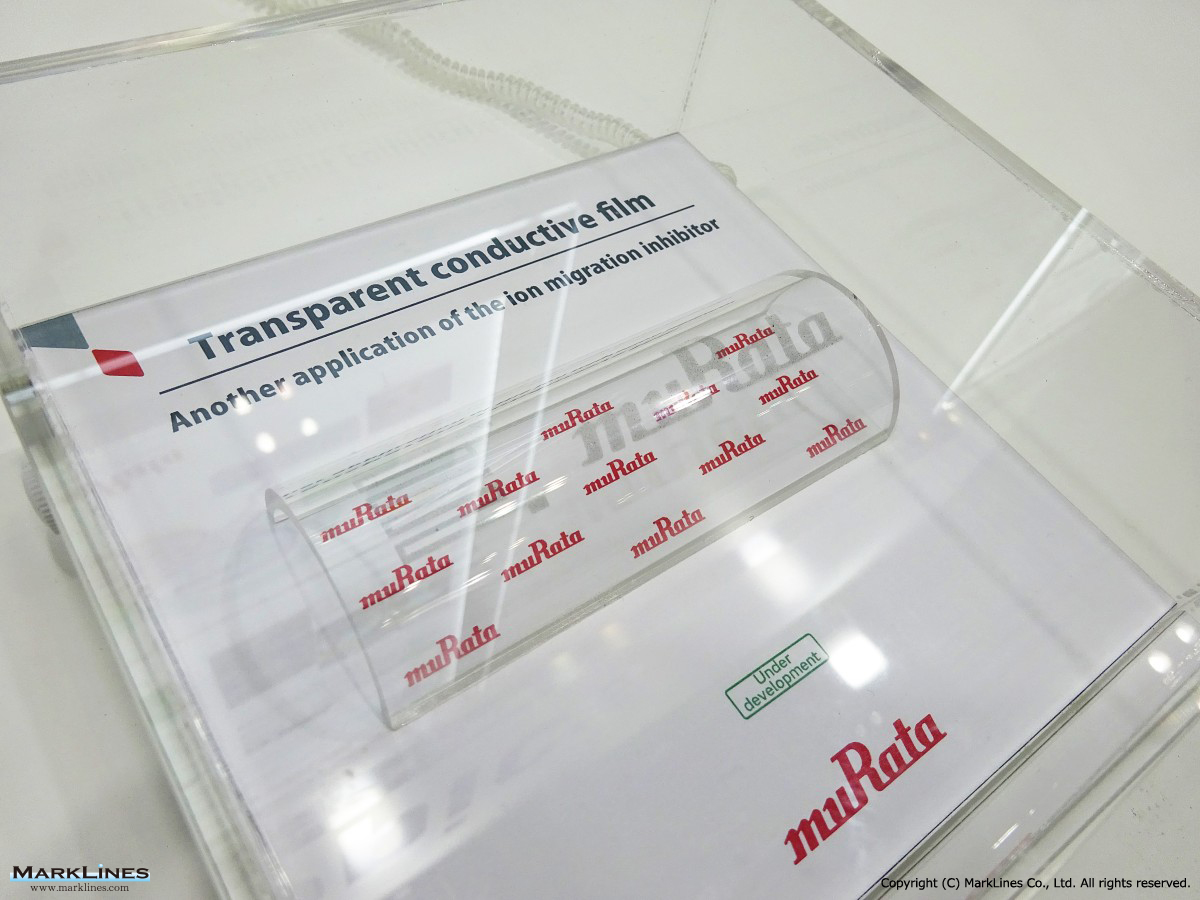 Transparent conductive film
Another application of the ion migration inhibitor
muRata
muRata
muRata
muRata
muRata
muRata
muRata
muRata
muRata
muRata
muRata
muRata
muRata
muRata
Under
development
muRata
MARKLINES
www.marklines.com
Copyright (C) MarkLines Co., Ltd. All rights reserved.